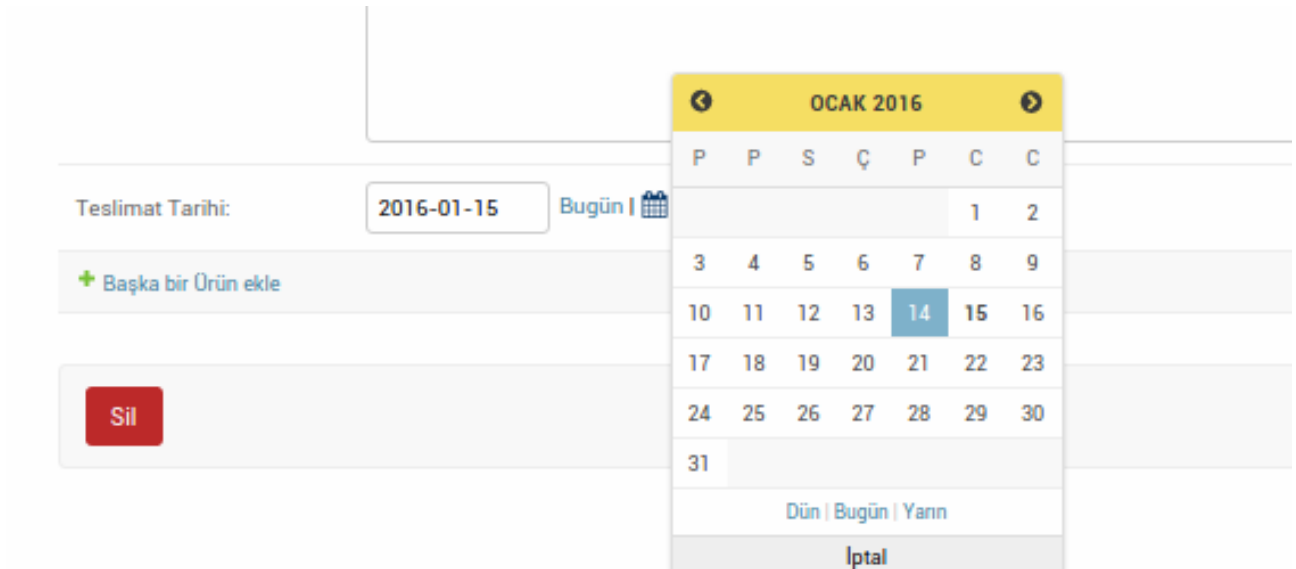 OCAK 2016
P P S Ç P C C
Teslimat Tarihi: 2016-01-15 Bugün |
1 2
3 4 5 6 7 8 9
Başka bir Ürün ekle
10 11 12 13 14 15 16
17 18 19 20 21 22 23
Sil
24 25 26 27 28 29 30
31
Dün | Bugün | Yarın
İptal